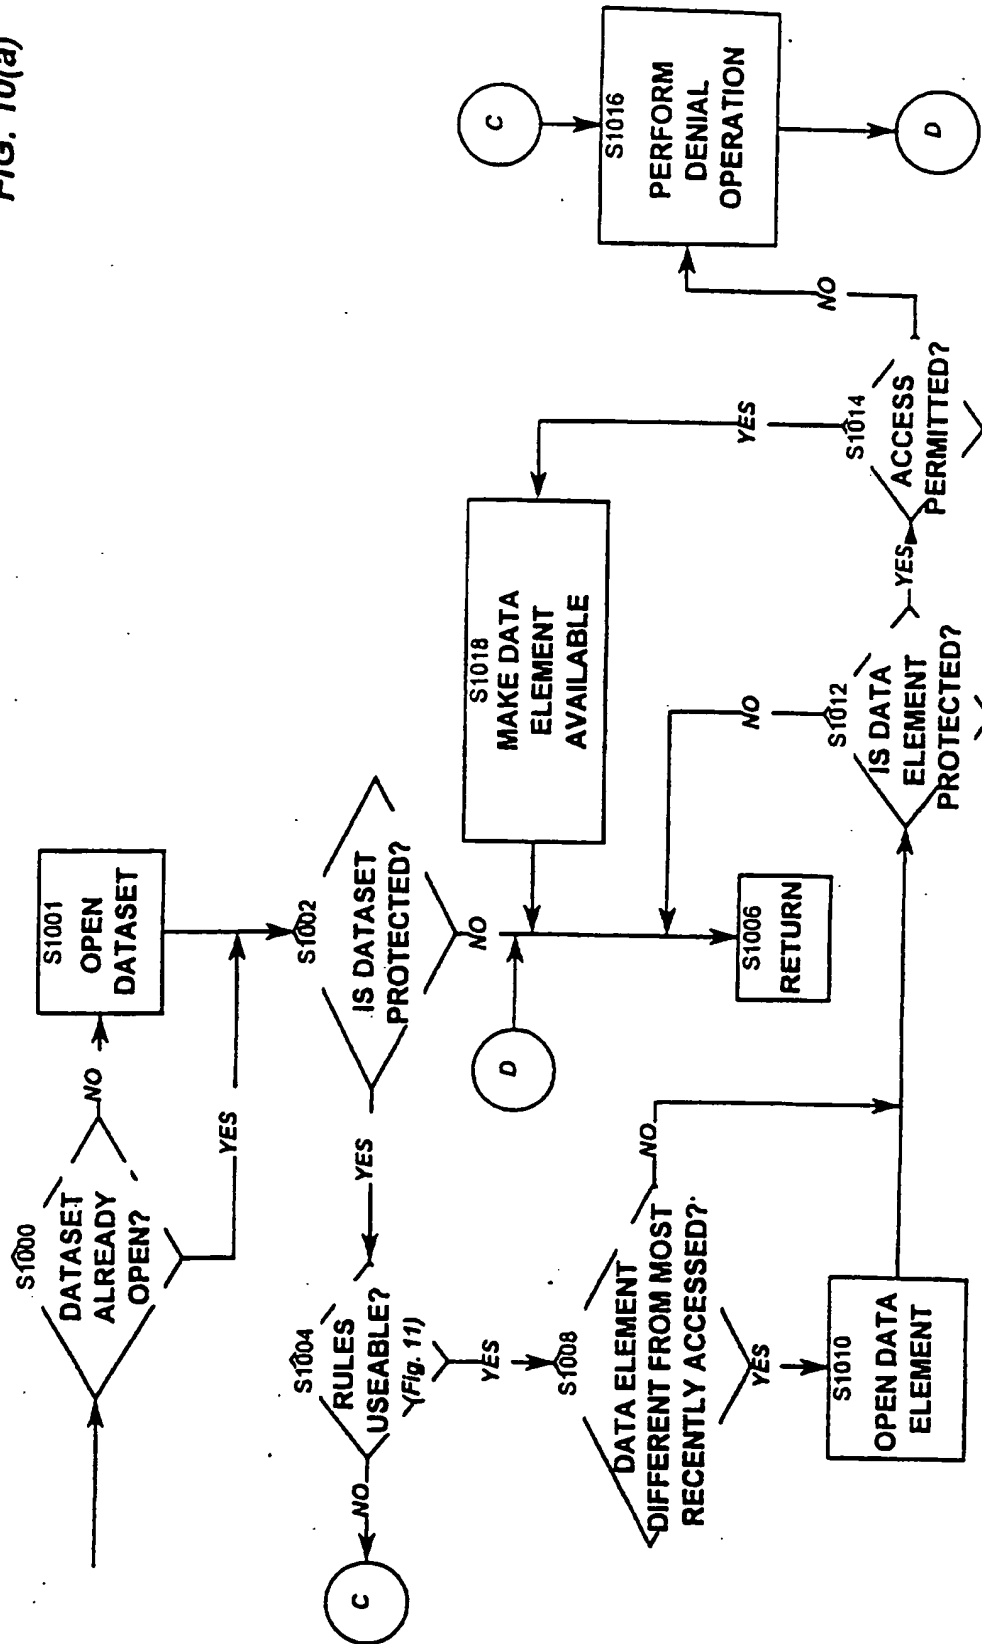 FIG. 10(a)
S1000
DATASET
ALREADY
OPEN?
NO
YES
S1001
OPEN
DATASET
S1002
IS DATASET
PROTECTED?
YES
NO
S1004
RULES
USEABLE?
(Fig. 11)
NO
C
YES
D
S1006
RETURN
S1008
DATA ELEMENT
DIFFERENT FROM MOST
RECENTLY ACCESSED?
NO
YES
S1010
OPEN DATA
ELEMENT
S1018
MAKE DATA
ELEMENT
AVAILABLE
S1012
IS DATA
ELEMENT
PROTECTED?
NO
YES
S1014
ACCESS
PERMITTED?
YES
NO
C
S1016
PERFORM
DENIAL
OPERATION
D